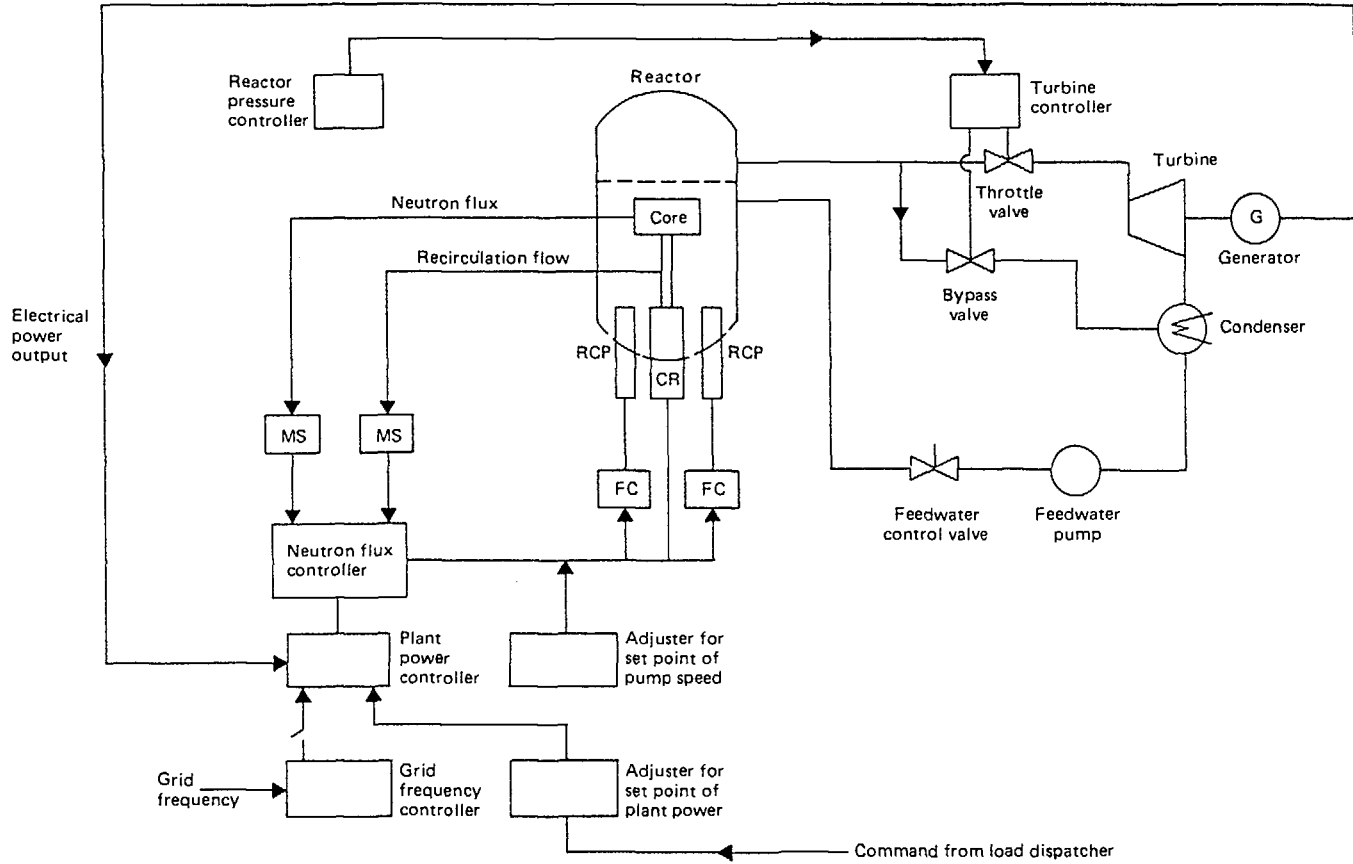 Reactor
Reactor
pressure
controller
Turbine
controller
Turbine
Throttle
valve
Neutron flux
Core
G
Generator
Recirculation flow
Bypass
valve
Electrical
power
output
Condenser
RCP
RCP
CR
MS
MS
FC
FC
Feedwater
control valve
Feedwater
pump
Neutron flux
controller
Plant
power
controller
Adjuster for
set point of
pump speed
Grid
frequency
Grid
frequency
controller
Adjuster for
set point of
plant power
Command from load dispatcher